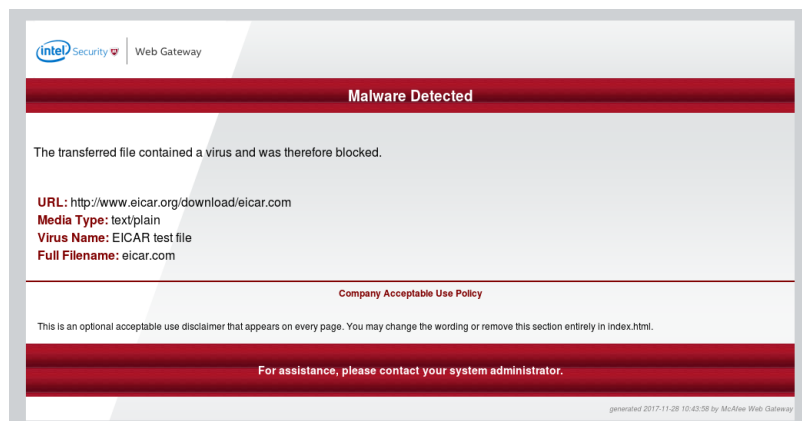 intel Security Web Gateway
Malware Detected
The transferred file contained a virus and was therefore blocked.
URL: http://www.eicar.org/download/eicar.com
Media Type: text/plain
Virus Name: EICAR test file
Full Filename: eicar.com
Company Acceptable Use Policy
This is an optional acceptable use disclaimer that appears on every page. You may change the wording or remove this section entirely in index.html.
For assistance, please contact your system administrator.
generated 2017-11-28 10:43:58 by McAfee Web Gateway